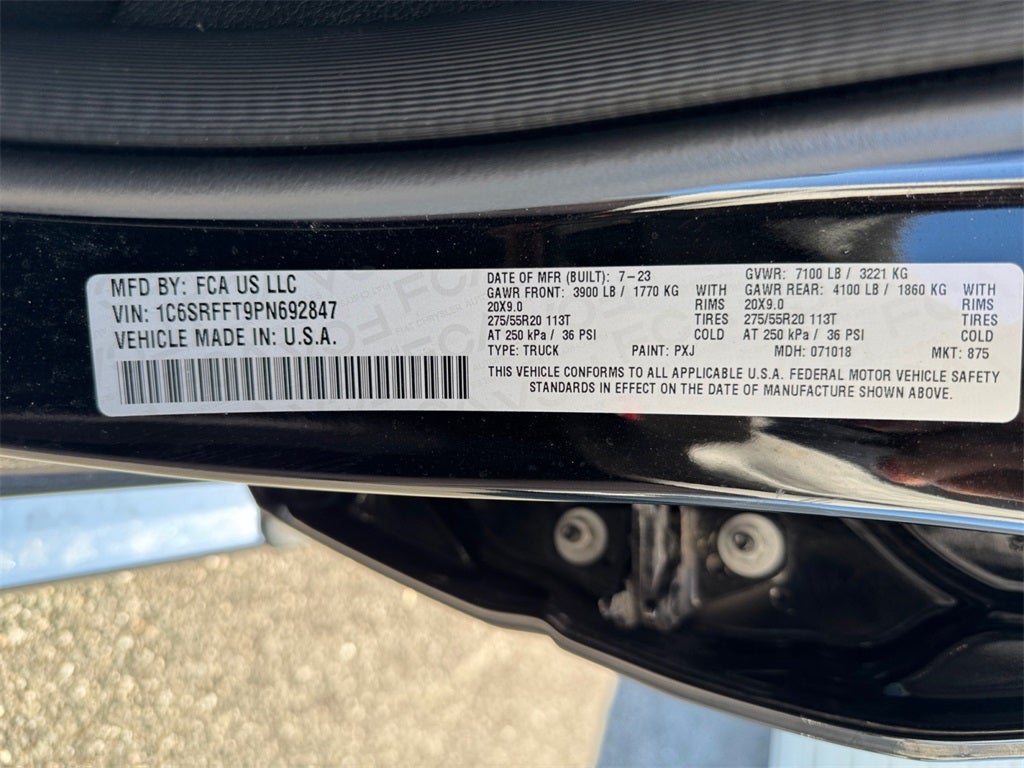 MFD BY: FCA US LLC
VIN: 1C6SRFFT9PN692847
VEHICLE MADE IN: U.S.A.
DATE OF MFR (BUILT): 7-23
GAWR FRONT: 3900 LB / 1770 KG WITH
20X9.0 RIMS
275/55R20 113T TIRES
AT 250 kPa / 36 PSI COLD
TYPE: TRUCK PAINT: PXJ
GVWR: 7100 LB / 3221 KG
GAWR REAR: 4100 LB / 1860 KG WITH
20X9.0 RIMS
275/55R20 113T TIRES
AT 250 kPa / 36 PSI COLD
MDH: 071018 MKT: 875
THIS VEHICLE CONFORMS TO ALL APPLICABLE U.S.A. FEDERAL MOTOR VEHICLE SAFETY
STANDARDS IN EFFECT ON THE DATE OF MANUFACTURE SHOWN ABOVE.